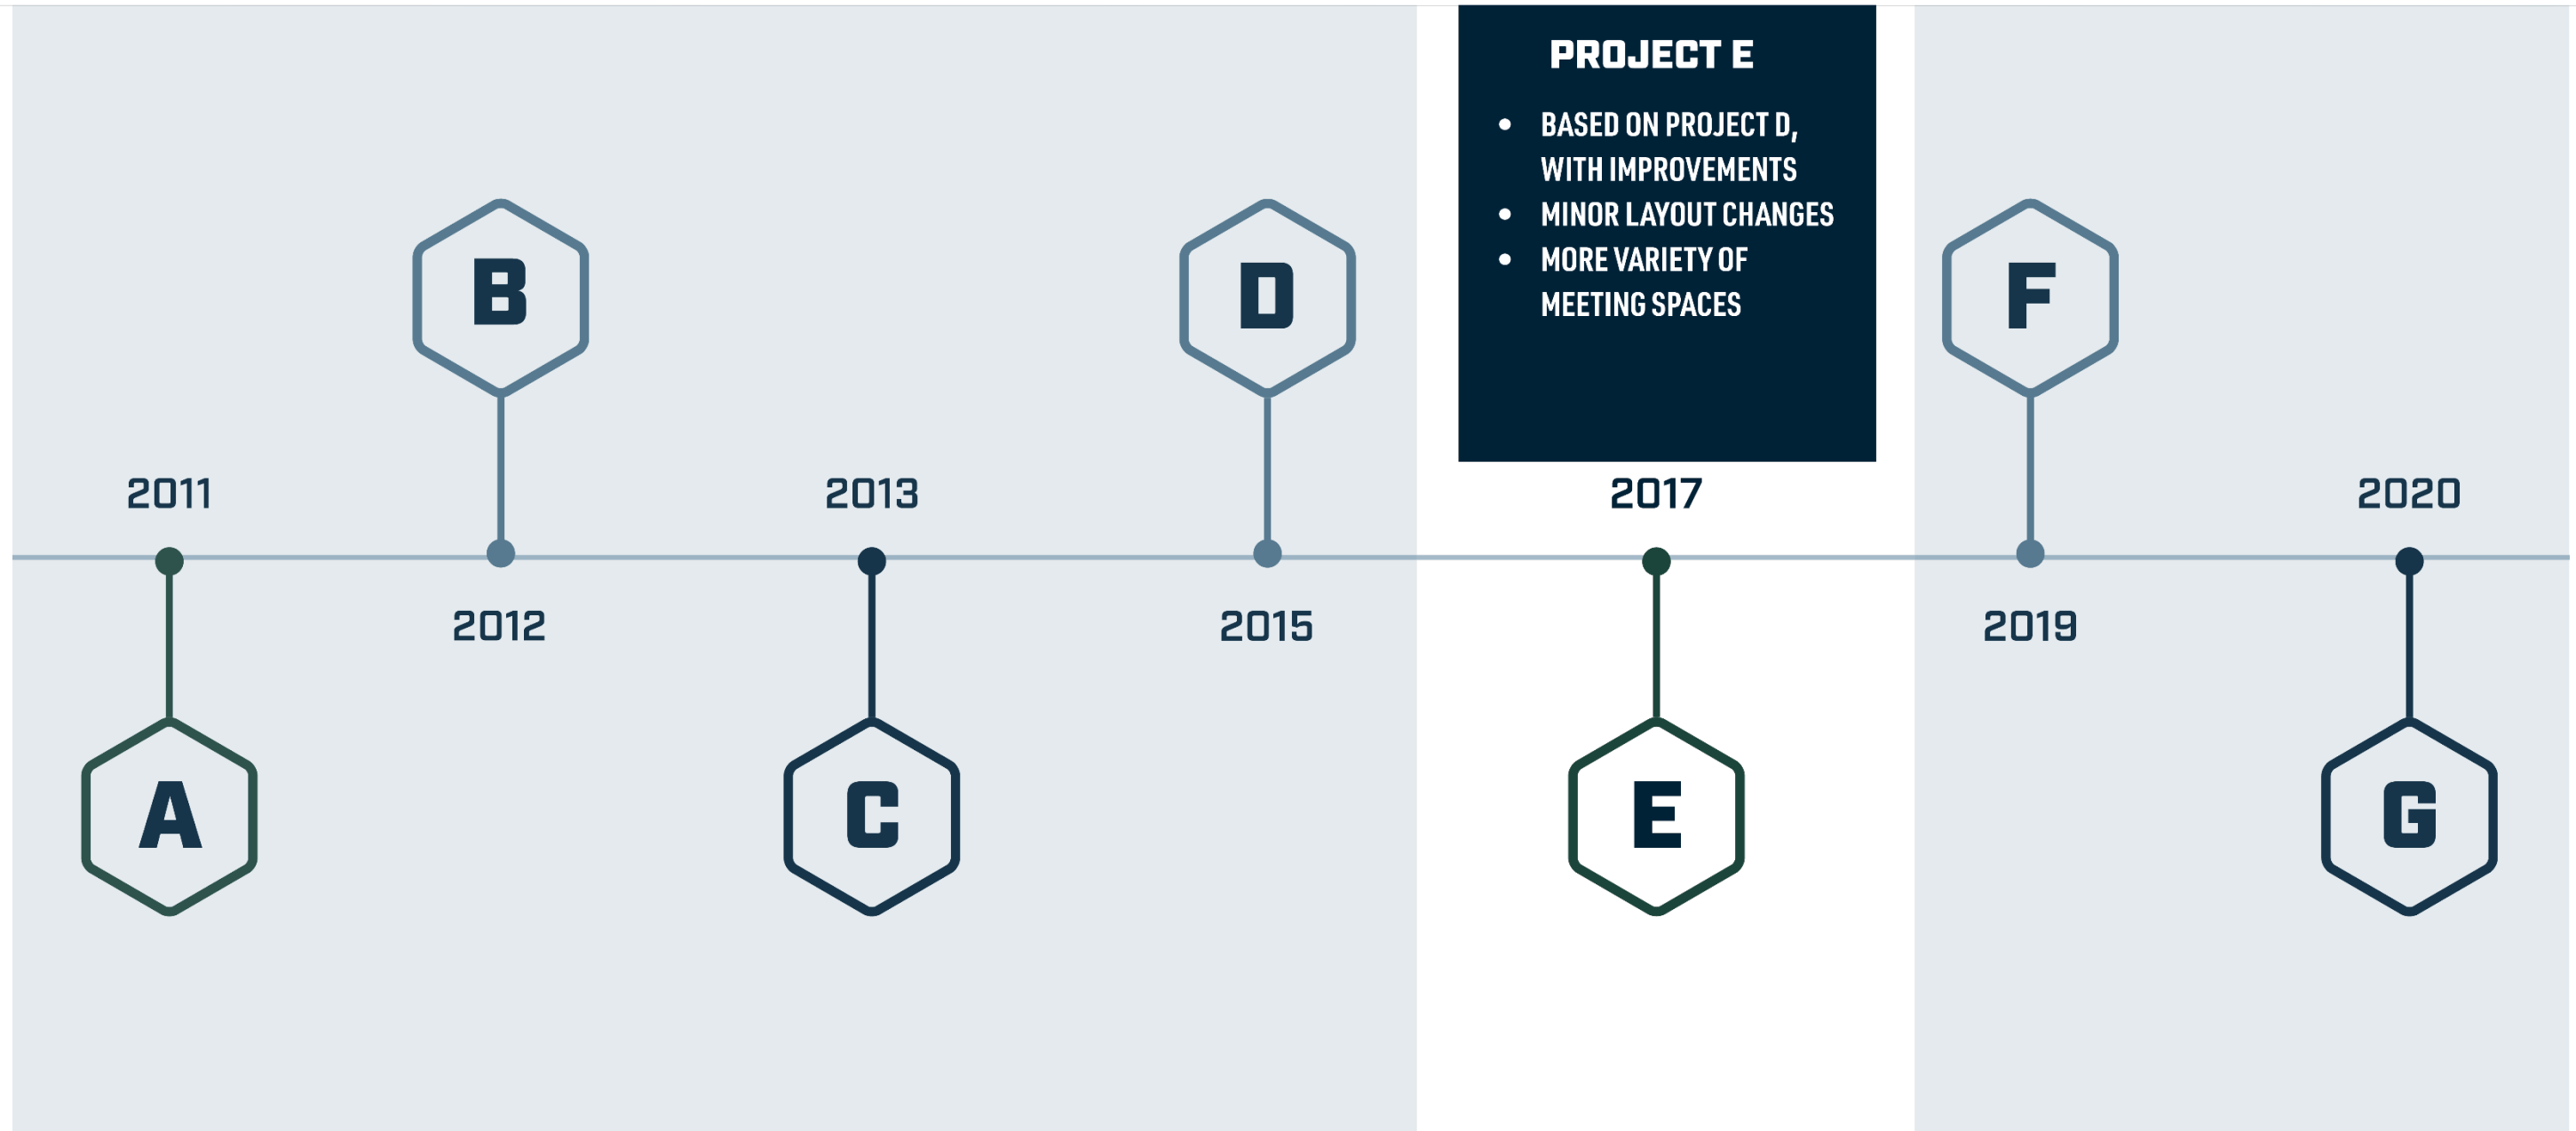 PROJECT E
• BASED ON PROJECT D,
WITH IMPROVEMENTS
• MINOR LAYOUT CHANGES
• MORE VARIETY OF
MEETING SPACES
B
D
F
2011
2013
2017
2020
2012
2015
2019
A
C
E
G